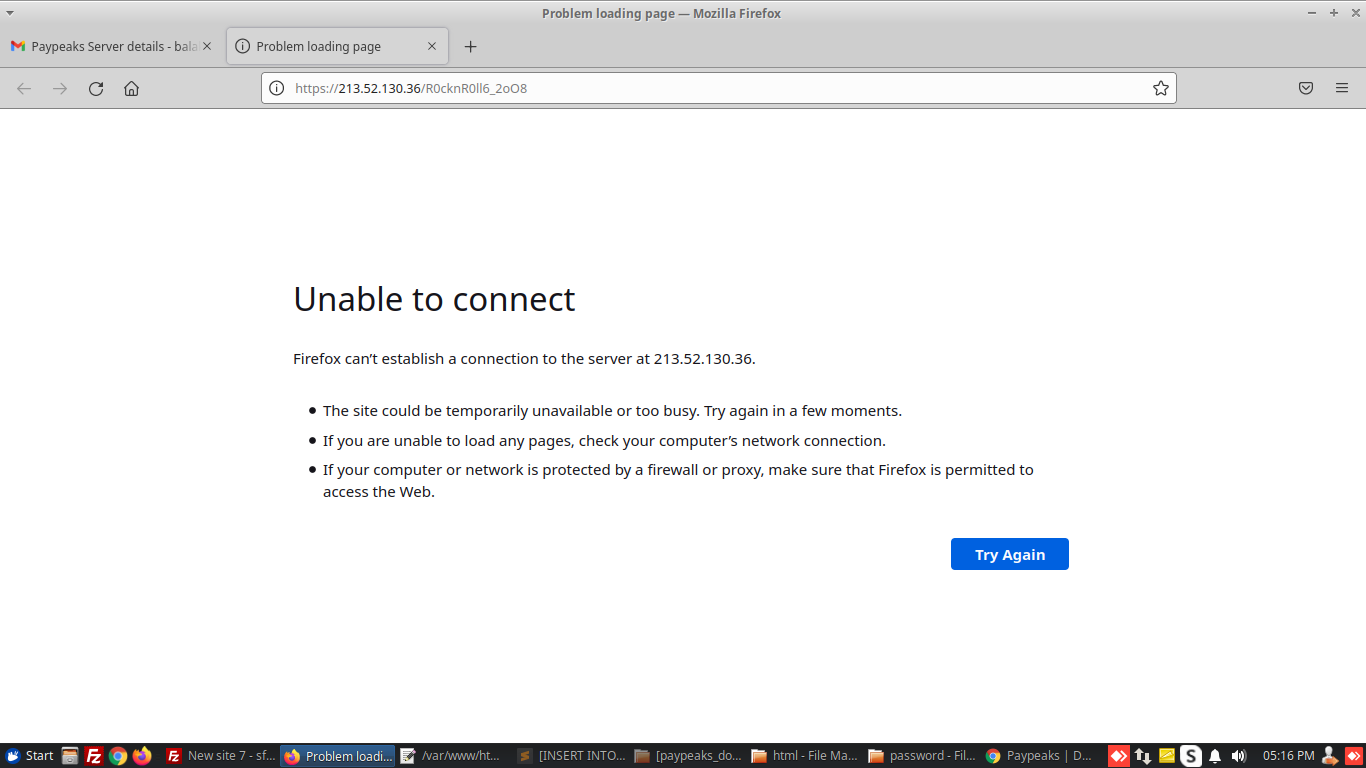 Problem loading page — Mozilla Firefox
Paypeaks Server details - bala
Problem loading page
https://213.52.130.36/R0cknR0ll6_2oO8
Unable to connect
Firefox can’t establish a connection to the server at 213.52.130.36.
The site could be temporarily unavailable or too busy. Try again in a few moments.
If you are unable to load any pages, check your computer’s network connection.
If your computer or network is protected by a firewall or proxy, make sure that Firefox is permitted to
access the Web.
Try Again
Start
New site 7 - sf...
Problem loadi...
/var/www/ht...
[INSERT INTO...
[paypeaks_do...
html - File Ma...
password - Fil...
Paypeaks | D...
05:16 PM